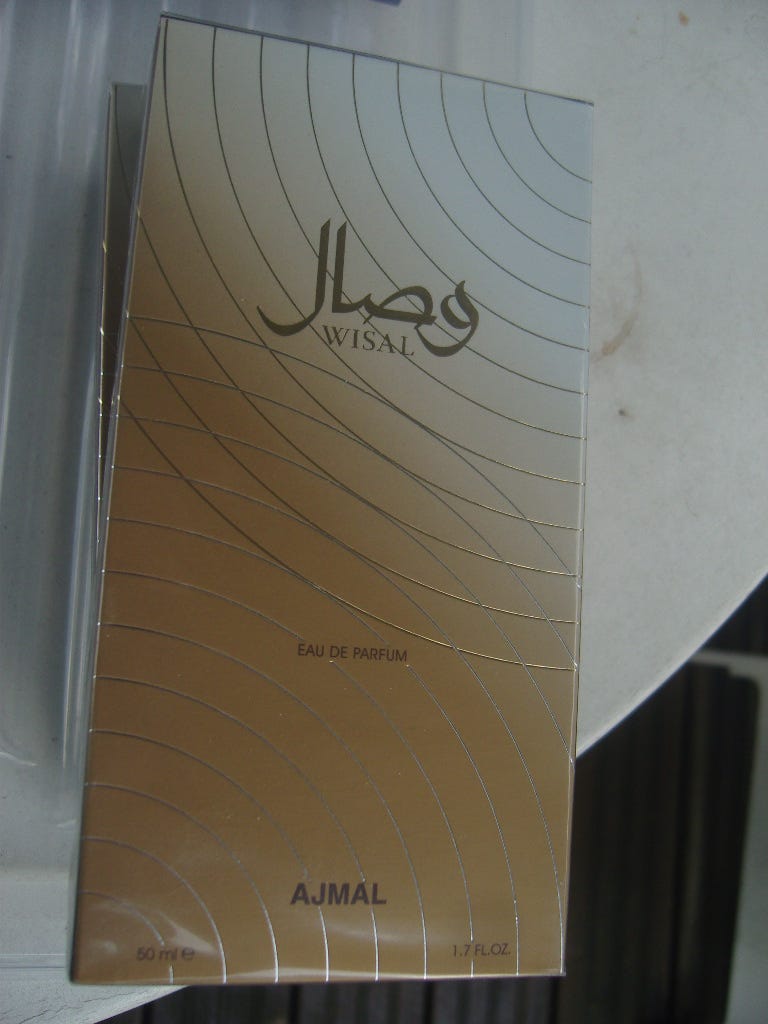 وصال
WISAL
EAU DE PARFUM
AJMAL
50 ml ℮ 1.7 FL.OZ.